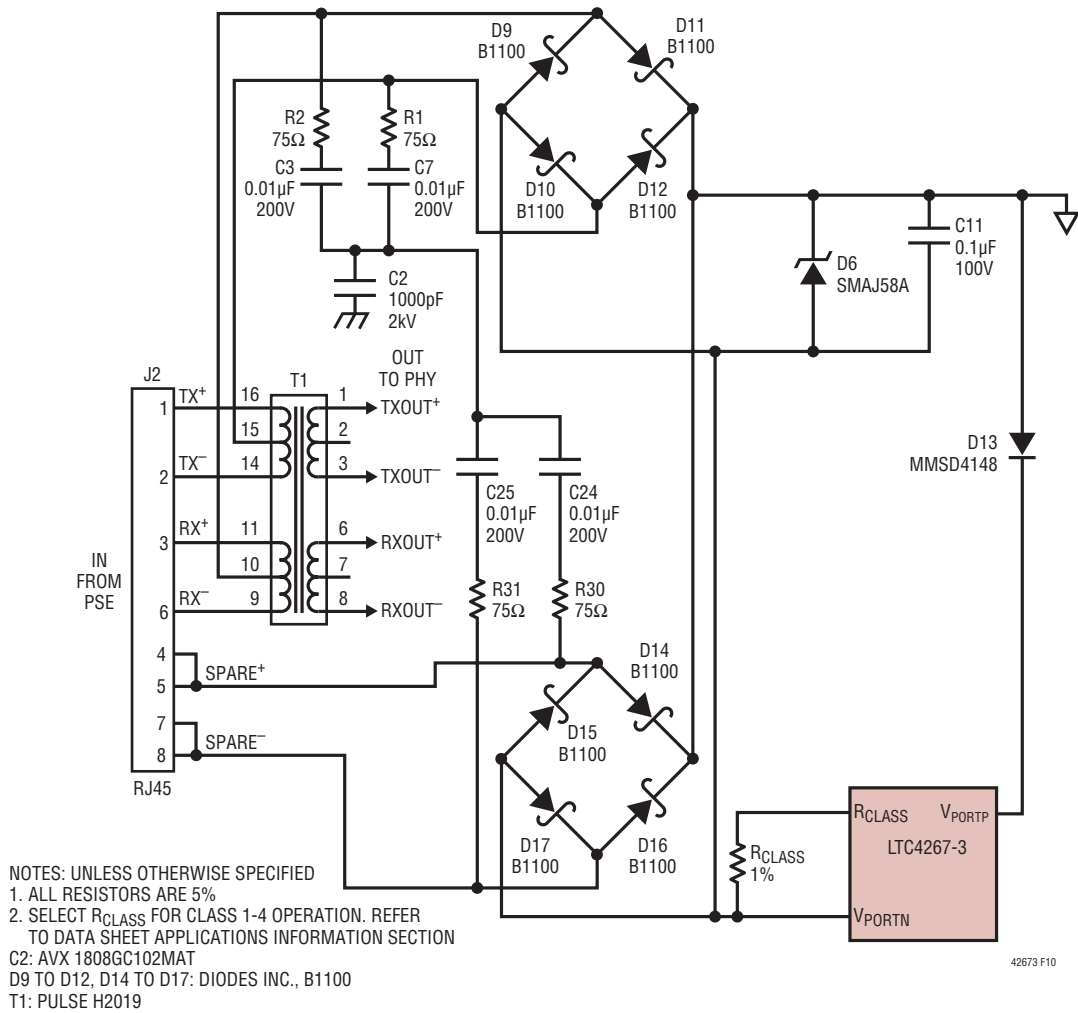 D9
B1100
D11
B1100
R2
75Ω
R1
75Ω
C3
0.01µF
200V
C7
0.01µF
200V
D10
B1100
D12
B1100
C11
0.1µF
100V
D6
SMAJ58A
C2
1000pF
2kV
OUT
TO PHY
J2
T1
1
TX+
16
1
TXOUT+
15
2
2
TX–
14
3
TXOUT–
3
RX+
11
6
RXOUT+
10
7
6
RX–
9
8
RXOUT–
IN
FROM
PSE
4
5
SPARE+
7
8
SPARE–
RJ45
C25
0.01µF
200V
C24
0.01µF
200V
D13
MMSD4148
R31
75Ω
R30
75Ω
D14
B1100
D15
B1100
D17
B1100
D16
B1100
RCLASS
1%
RCLASS
VPORTP
LTC4267-3
VPORTN
NOTES: UNLESS OTHERWISE SPECIFIED
1. ALL RESISTORS ARE 5%
2. SELECT RCLASS FOR CLASS 1-4 OPERATION. REFER
TO DATA SHEET APPLICATIONS INFORMATION SECTION
C2: AVX 1808GC102MAT
D9 TO D12, D14 TO D17: DIODES INC., B1100
T1: PULSE H2019
42673 F10